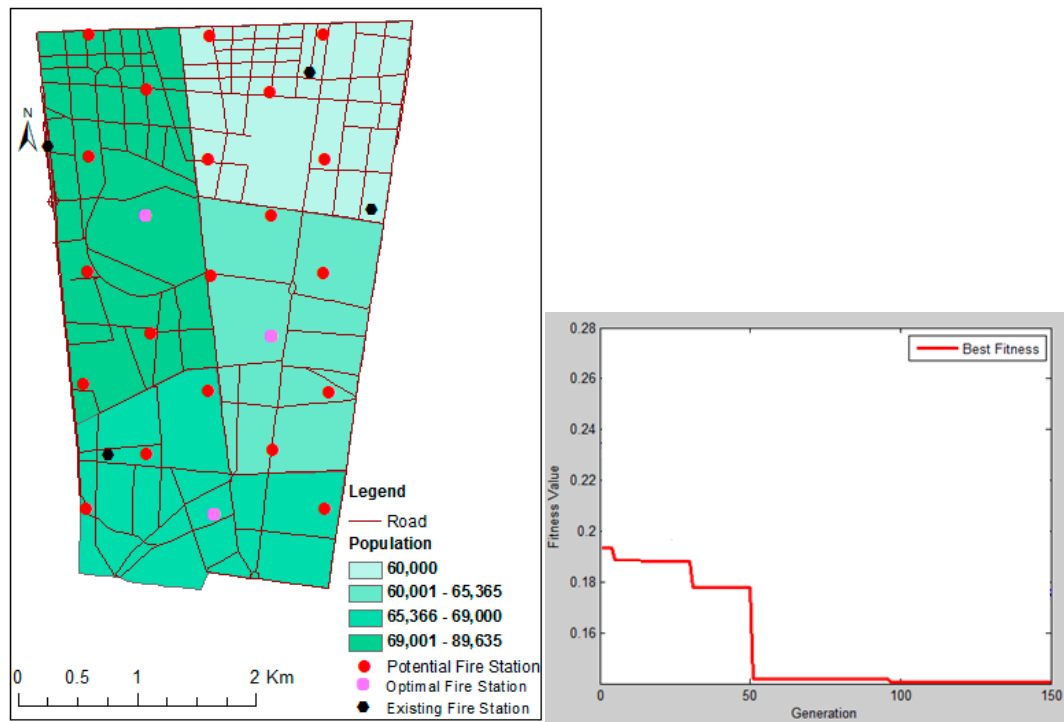 N
Legend
Road
Population
60,000
60,001 - 65,365
65,366 - 69,000
69,001 - 89,635
Potential Fire Station
Optimal Fire Station
Existing Fire Station
0 0.5 1 2 Km
Best Fitness
Fitness Value
0.28
0.26
0.24
0.22
0.2
0.18
0.16
0 50 100 150
Generation